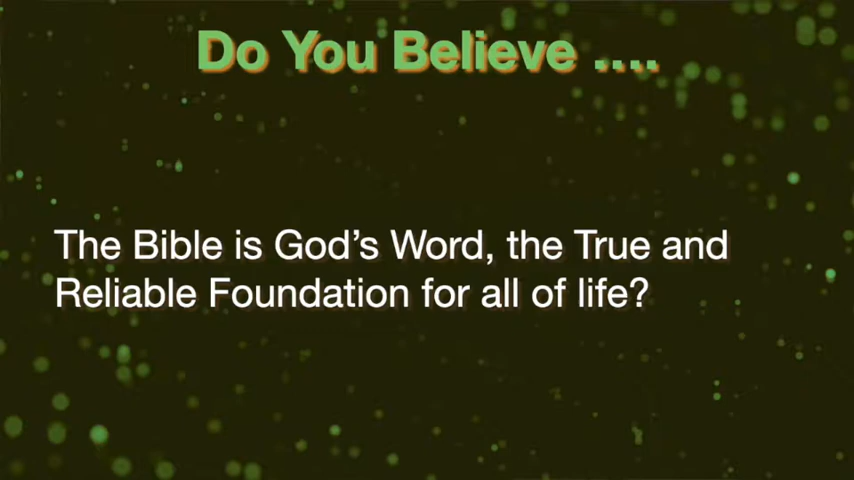 Do You Believe ....
The Bible is God’s Word, the True and
Reliable Foundation for all of life?